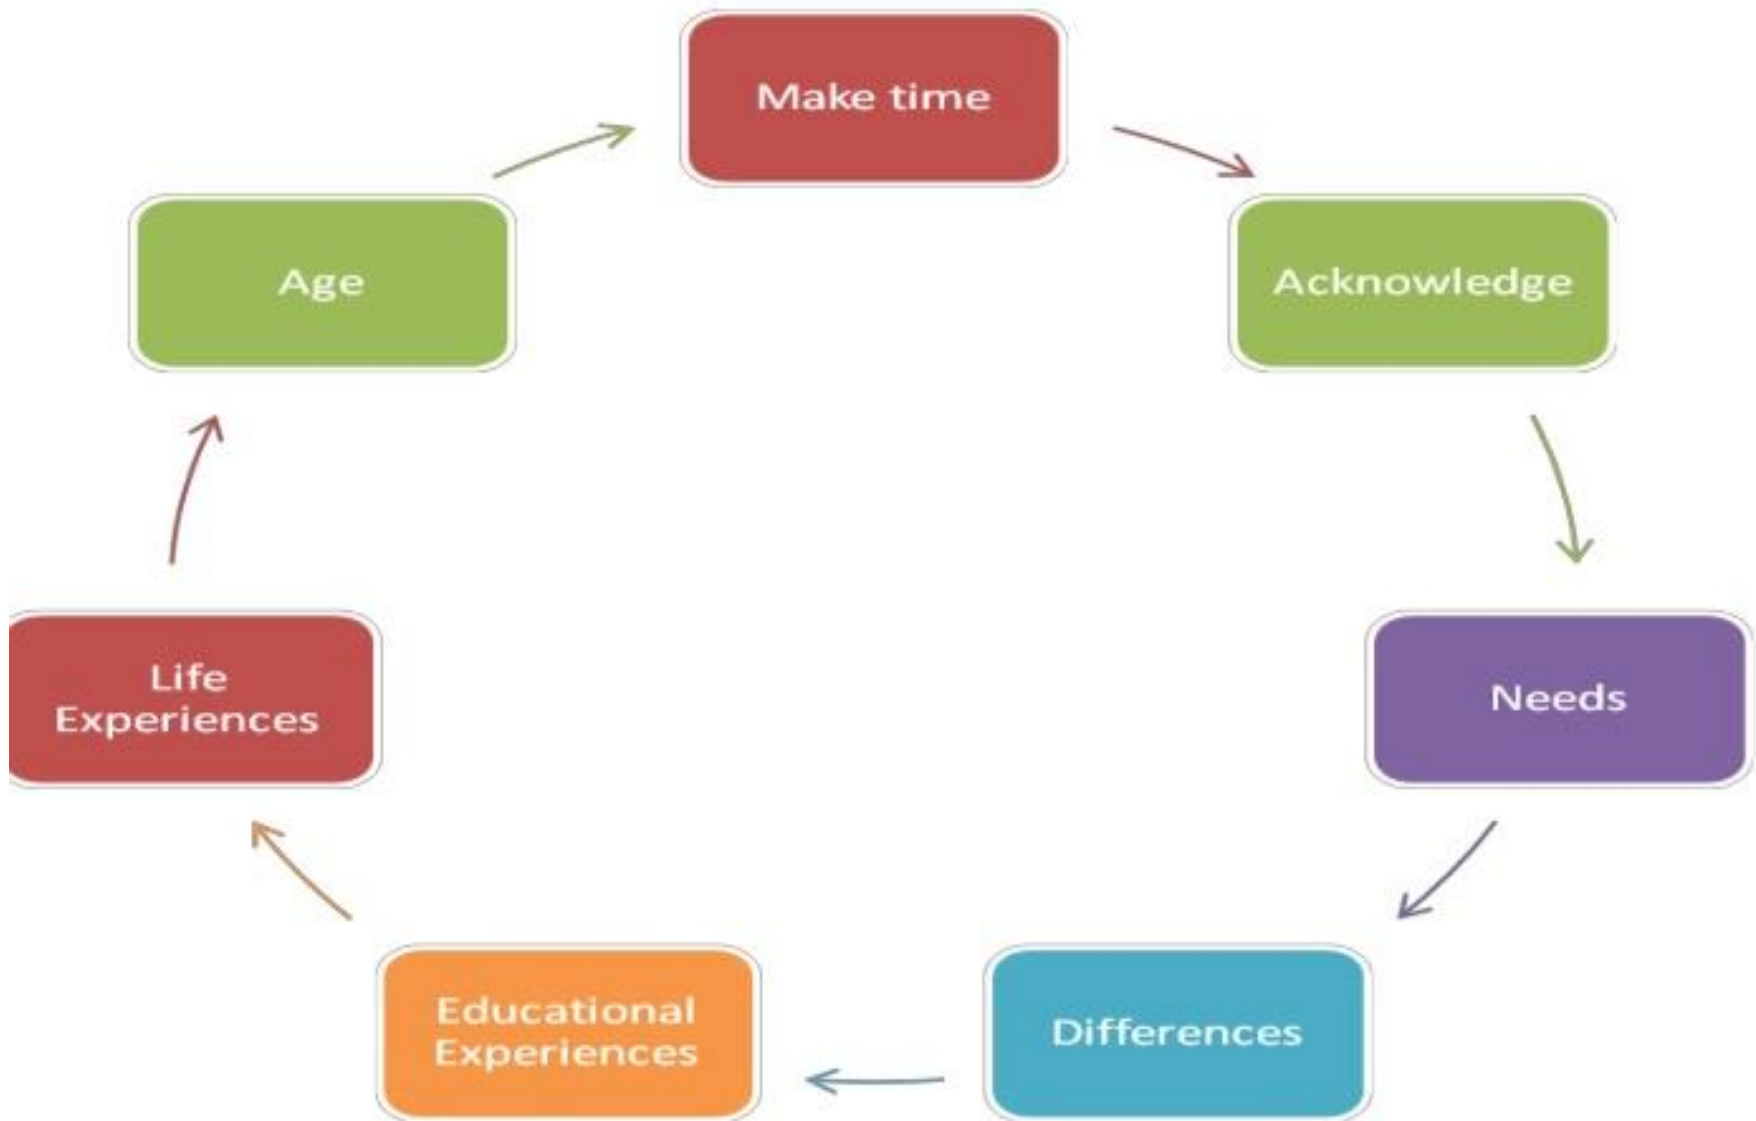 Make time
Acknowledge
Needs
Differences
Educational
Experiences
Life
Experiences
Age